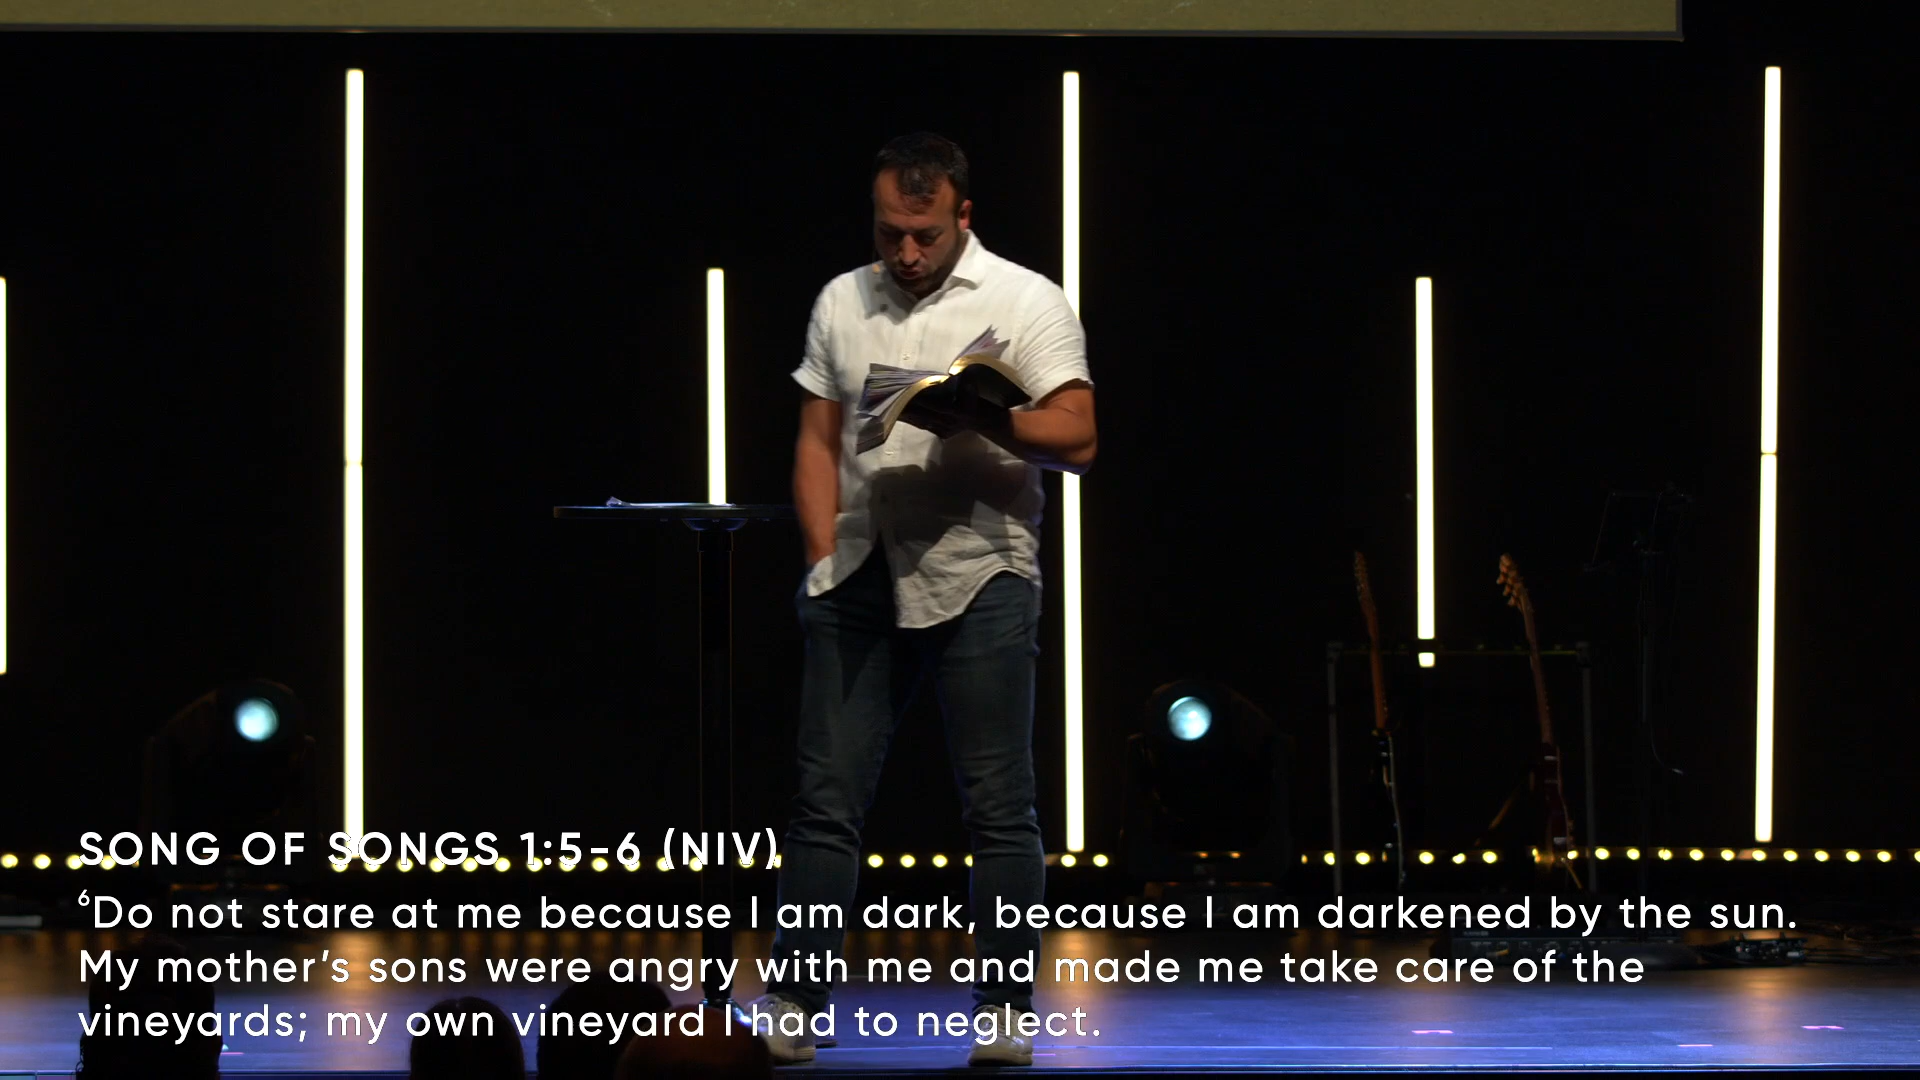 SONG OF SONGS 1:5-6 (NIV)
⁶Do not stare at me because I am dark, because I am darkened by the sun.
My mother’s sons were angry with me and made me take care of the
vineyards; my own vineyard I had to neglect.